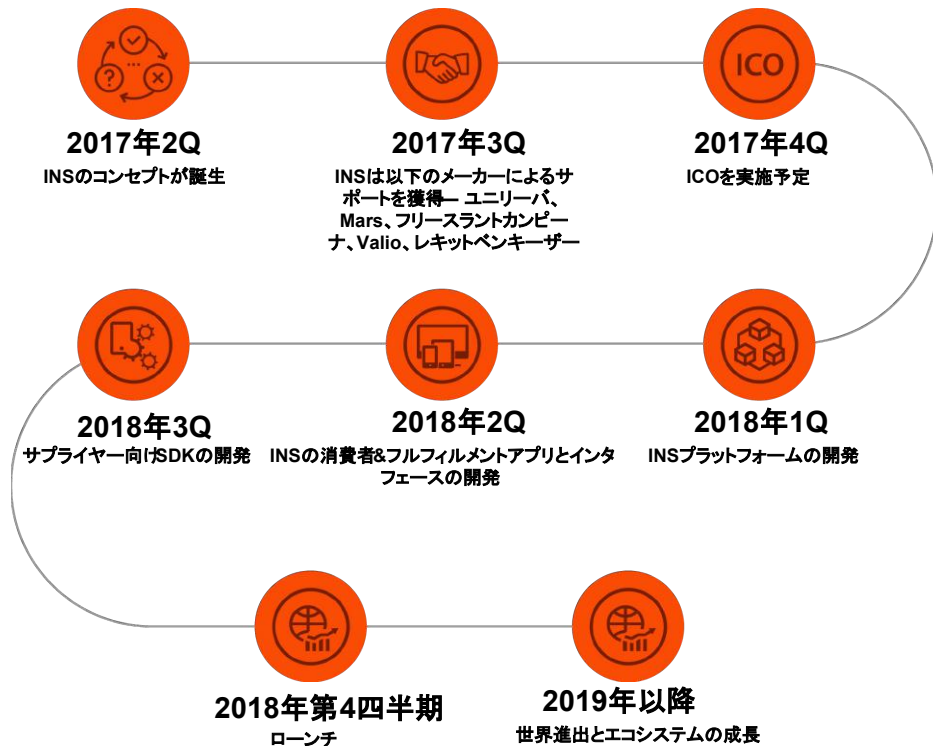 ICO
2017年2Q
INSのコンセプトが誕生
2017年3Q
INSは以下のメーカーによるサ
ポートを獲得— ユニリーバ、
Mars、フリースラントカンピー
ナ、Valio、レキットベンキーザー
2017年4Q
ICOを実施予定
2018年3Q
サプライヤー向けSDKの開発
2018年2Q
INSの消費者&フルフィルメントアプリとインタ
フェースの開発
2018年1Q
INSプラットフォームの開発
2018年第4四半期
ローンチ
2019年以降
世界進出とエコシステムの成長